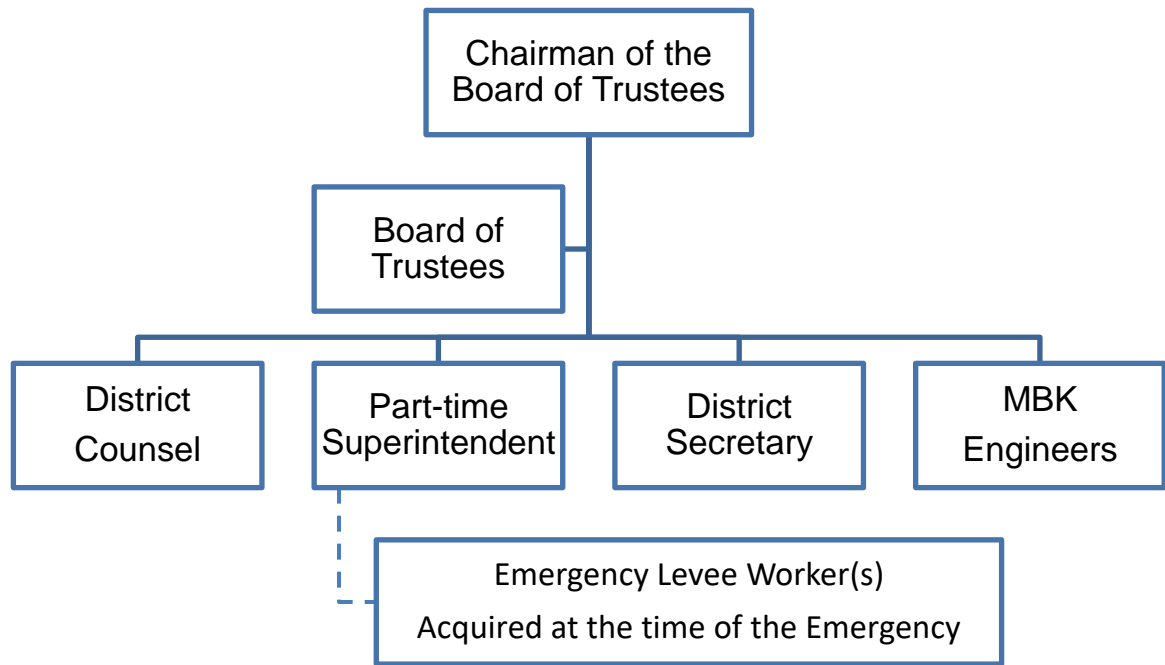 Chairman of the
Board of Trustees
Board of
Trustees
District
Counsel
Part-time
Superintendent
District
Secretary
MBK
Engineers
Emergency Levee Worker(s)
Acquired at the time of the Emergency